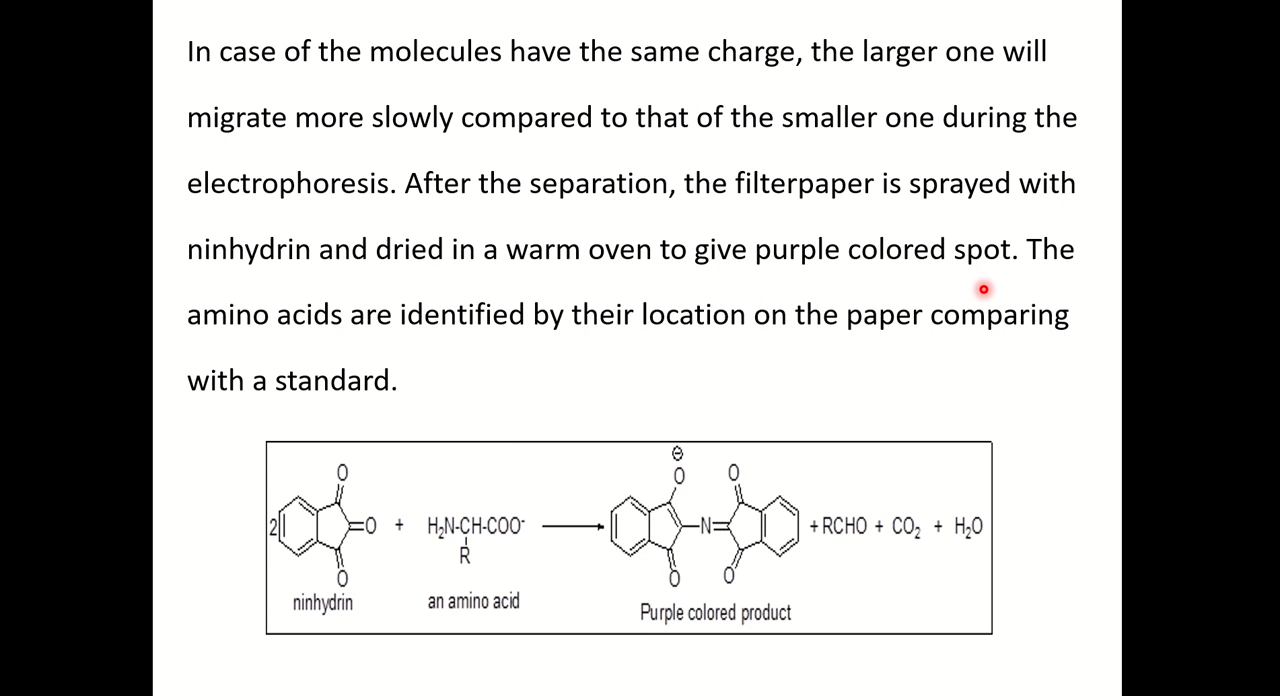 In case of the molecules have the same charge, the larger one will
migrate more slowly compared to that of the smaller one during the
electrophoresis. After the separation, the filterpaper is sprayed with
ninhydrin and dried in a warm oven to give purple colored spot. The
amino acids are identified by their location on the paper comparing
with a standard.
⊖
O O O
2 =O + H₂N-CH-COO⁻ -N= + RCHO + CO₂ + H₂O
R
O O O
ninhydrin an amino acid Purple colored product